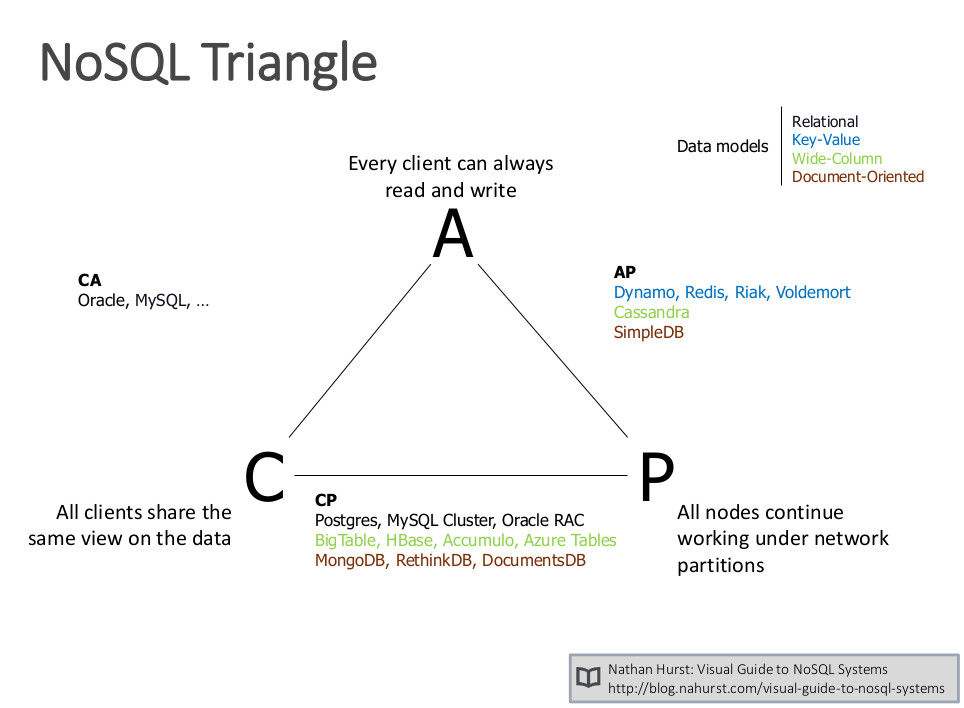 NoSQL Triangle
Data models
Relational
Key-Value
Wide-Column
Document-Oriented
Every client can always
read and write
A
CA
Oracle, MySQL, …
AP
Dynamo, Redis, Riak, Voldemort
Cassandra
SimpleDB
C
All clients share the
same view on the data
P
All nodes continue
working under network
partitions
CP
Postgres, MySQL Cluster, Oracle RAC
BigTable, HBase, Accumulo, Azure Tables
MongoDB, RethinkDB, DocumentsDB
Nathan Hurst: Visual Guide to NoSQL Systems
http://blog.nahurst.com/visual-guide-to-nosql-systems